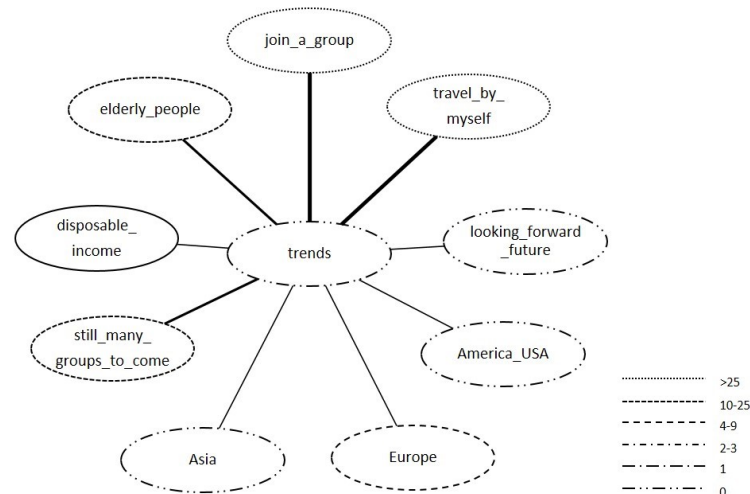 join_a_group
travel_by_
myself
elderly_people
disposable_
income
trends
looking_forward
_future
still_many_
groups_to_come
America_USA
Asia
Europe
>25
10-25
4-9
2-3
1
0